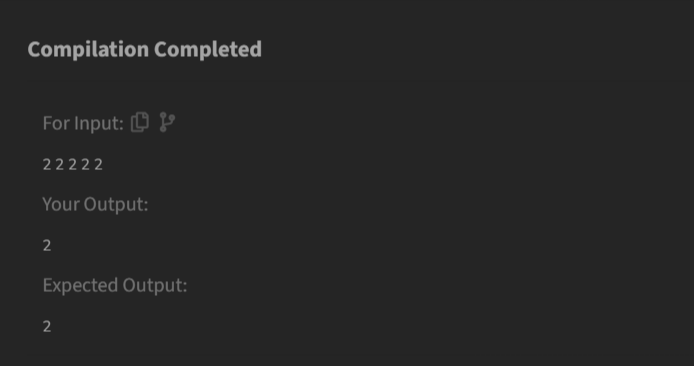 Compilation Completed
For Input:
2 2 2 2 2
Your Output:
2
Expected Output:
2